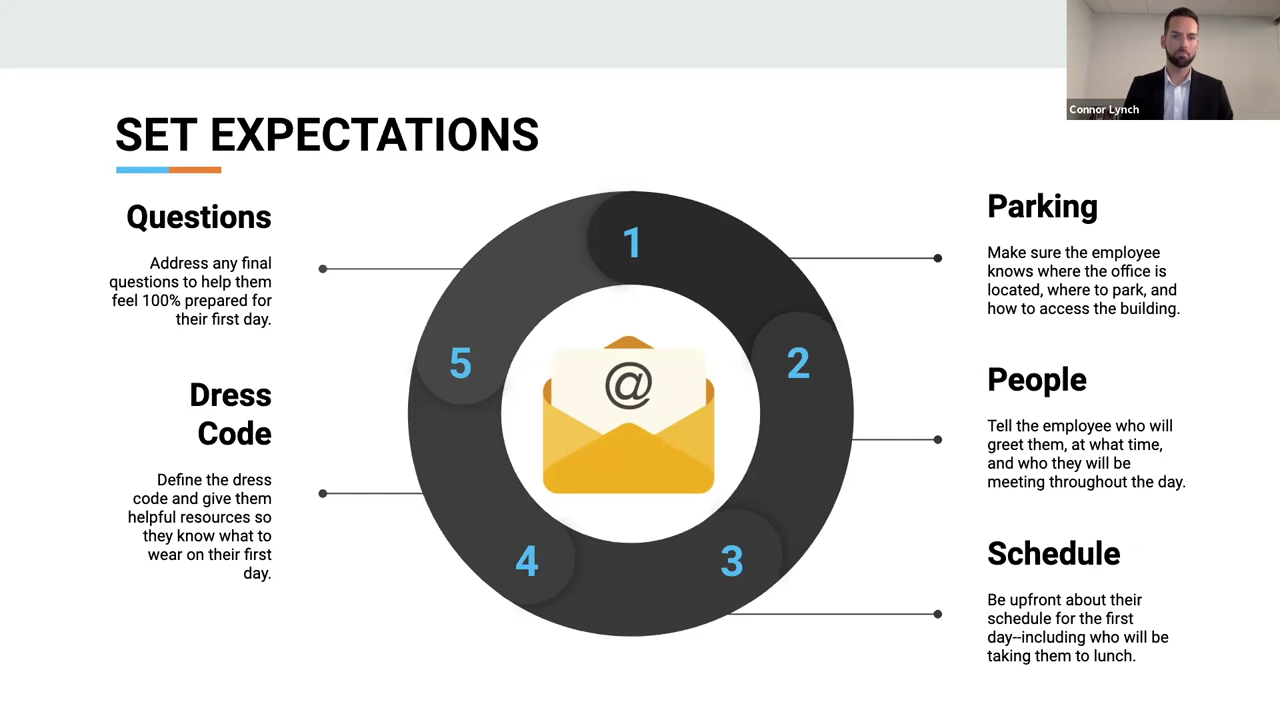 Connor Lynch
SET EXPECTATIONS
Questions
Address any final
questions to help them
feel 100% prepared for
their first day.
Dress
Code
Define the dress
code and give them
helpful resources so
they know what to
wear on their first
day.
1
2
3
4
5
@
Parking
Make sure the employee
knows where the office is
located, where to park, and
how to access the building.
People
Tell the employee who will
greet them, at what time,
and who they will be
meeting throughout the day.
Schedule
Be upfront about their
schedule for the first
day--including who will be
taking them to lunch.